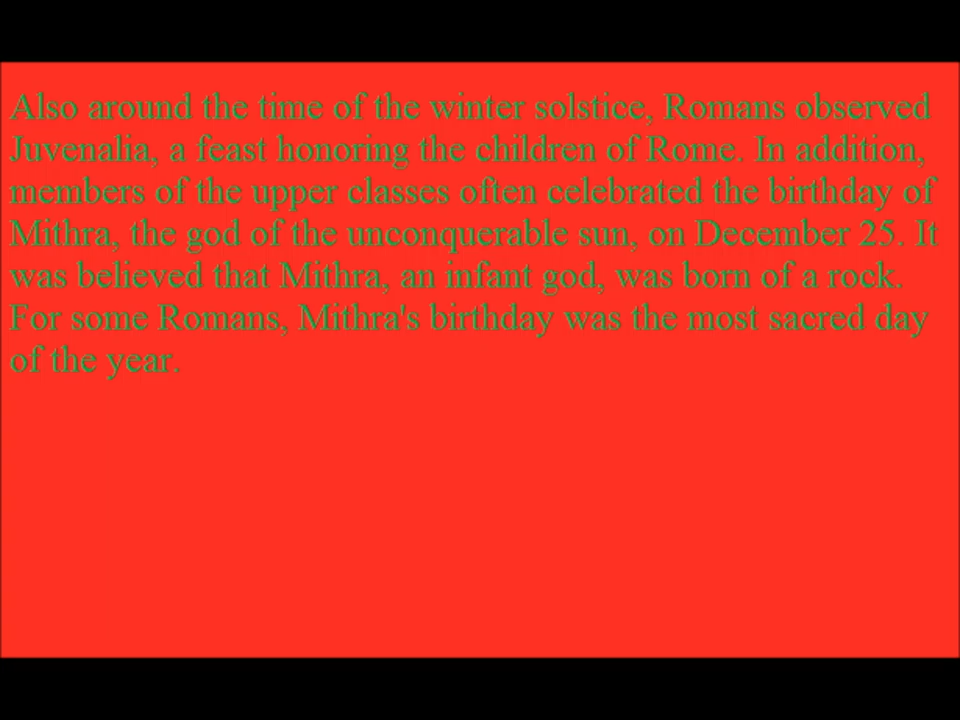 Also around the time of the winter solstice, Romans observed
Juvenalia, a feast honoring the children of Rome. In addition,
members of the upper classes often celebrated the birthday of
Mithra, the god of the unconquerable sun, on December 25. It
was believed that Mithra, an infant god, was born of a rock.
For some Romans, Mithra's birthday was the most sacred day
of the year.